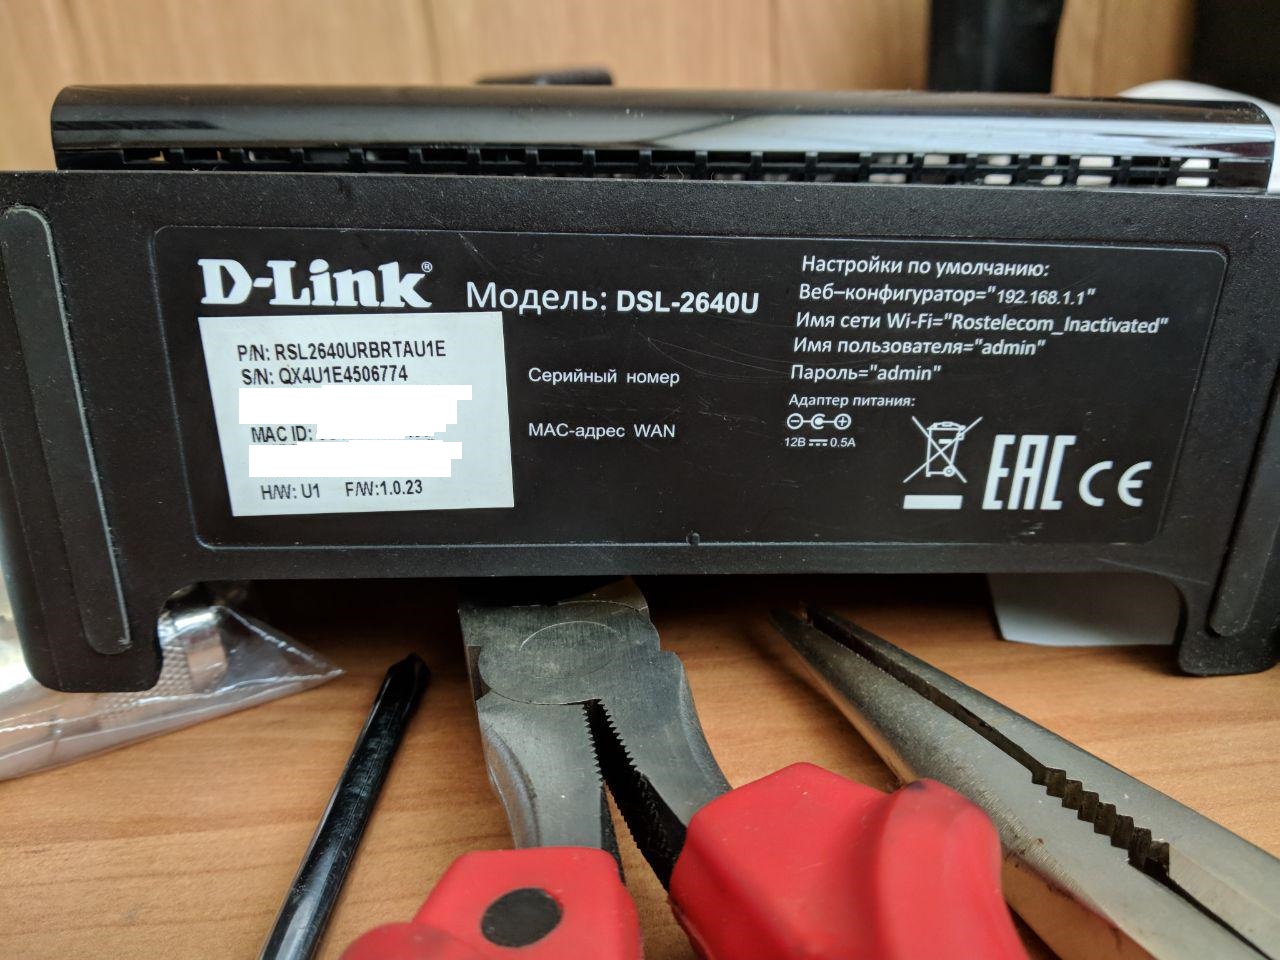 D-Link®
Модель: DSL-2640U
P/N: RSL2640URBRTAU1E
S/N: QX4U1E4506774
MAC ID:
H/W: U1 F/W:1.0.23
Серийный номер
MAC-адрес WAN
Настройки по умолчанию:
Веб-конфигуратор="192.168.1.1"
Имя сети Wi-Fi="Rostelecom_Inactivated"
Имя пользователя="admin"
Пароль="admin"
Адаптер питания:
12В 0.5А
EAC CE